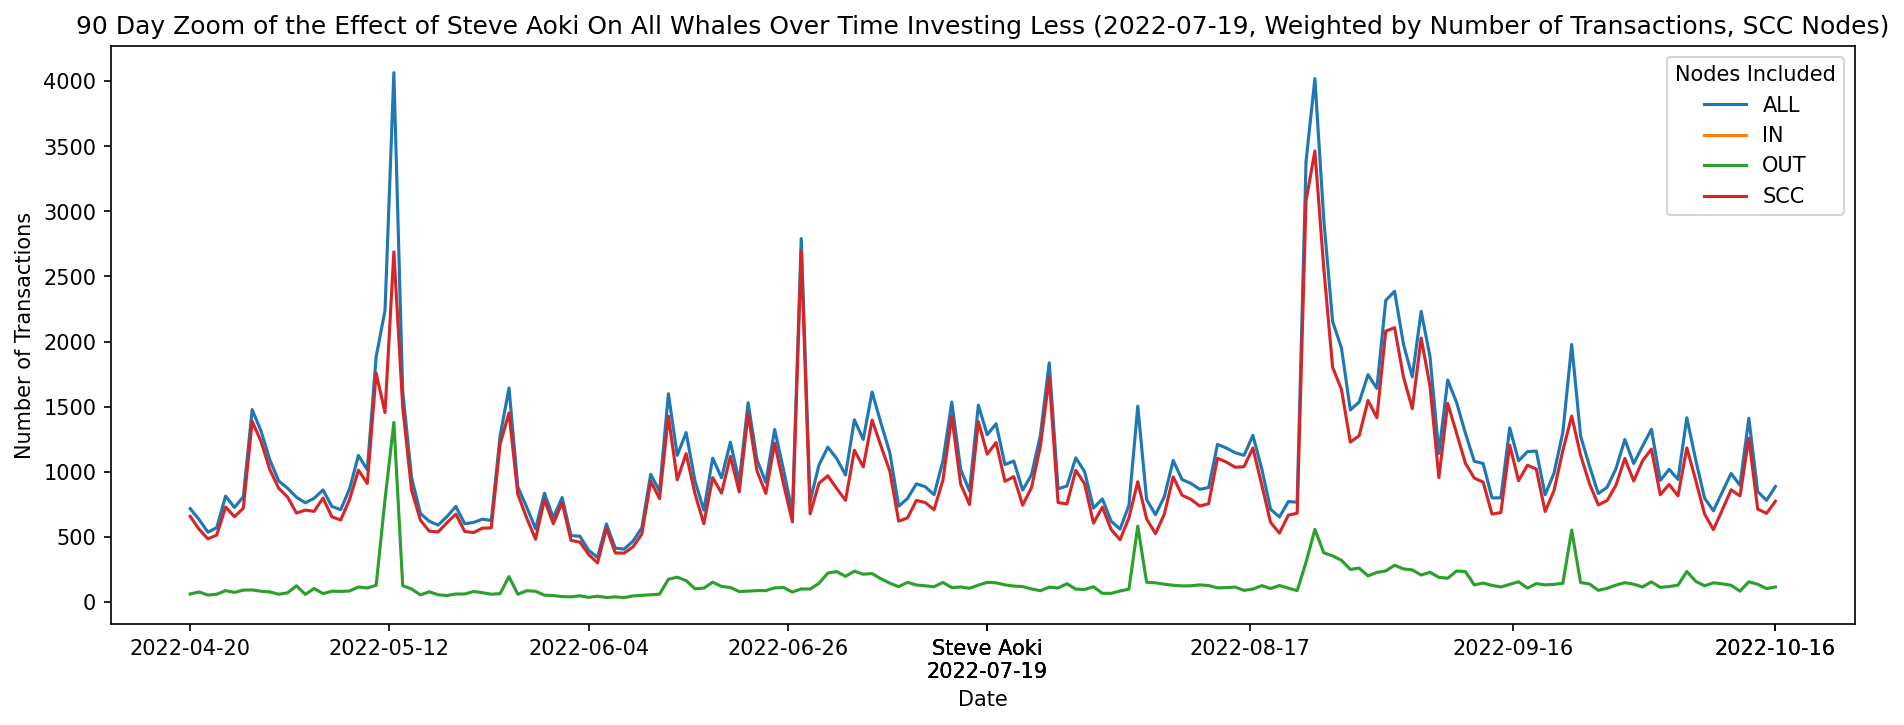 90 Day Zoom of the Effect of Steve Aoki On All Whales Over Time Investing Less (2022-07-19, Weighted by Number of Transactions, SCC Nodes)
Nodes Included
ALL
IN
OUT
SCC
Number of Transactions
4000
3500
3000
2500
2000
1500
1000
500
0
2022-04-20
2022-05-12
2022-06-04
2022-06-26
Steve Aoki
2022-07-19
2022-08-17
2022-09-16
2022-10-16
Date